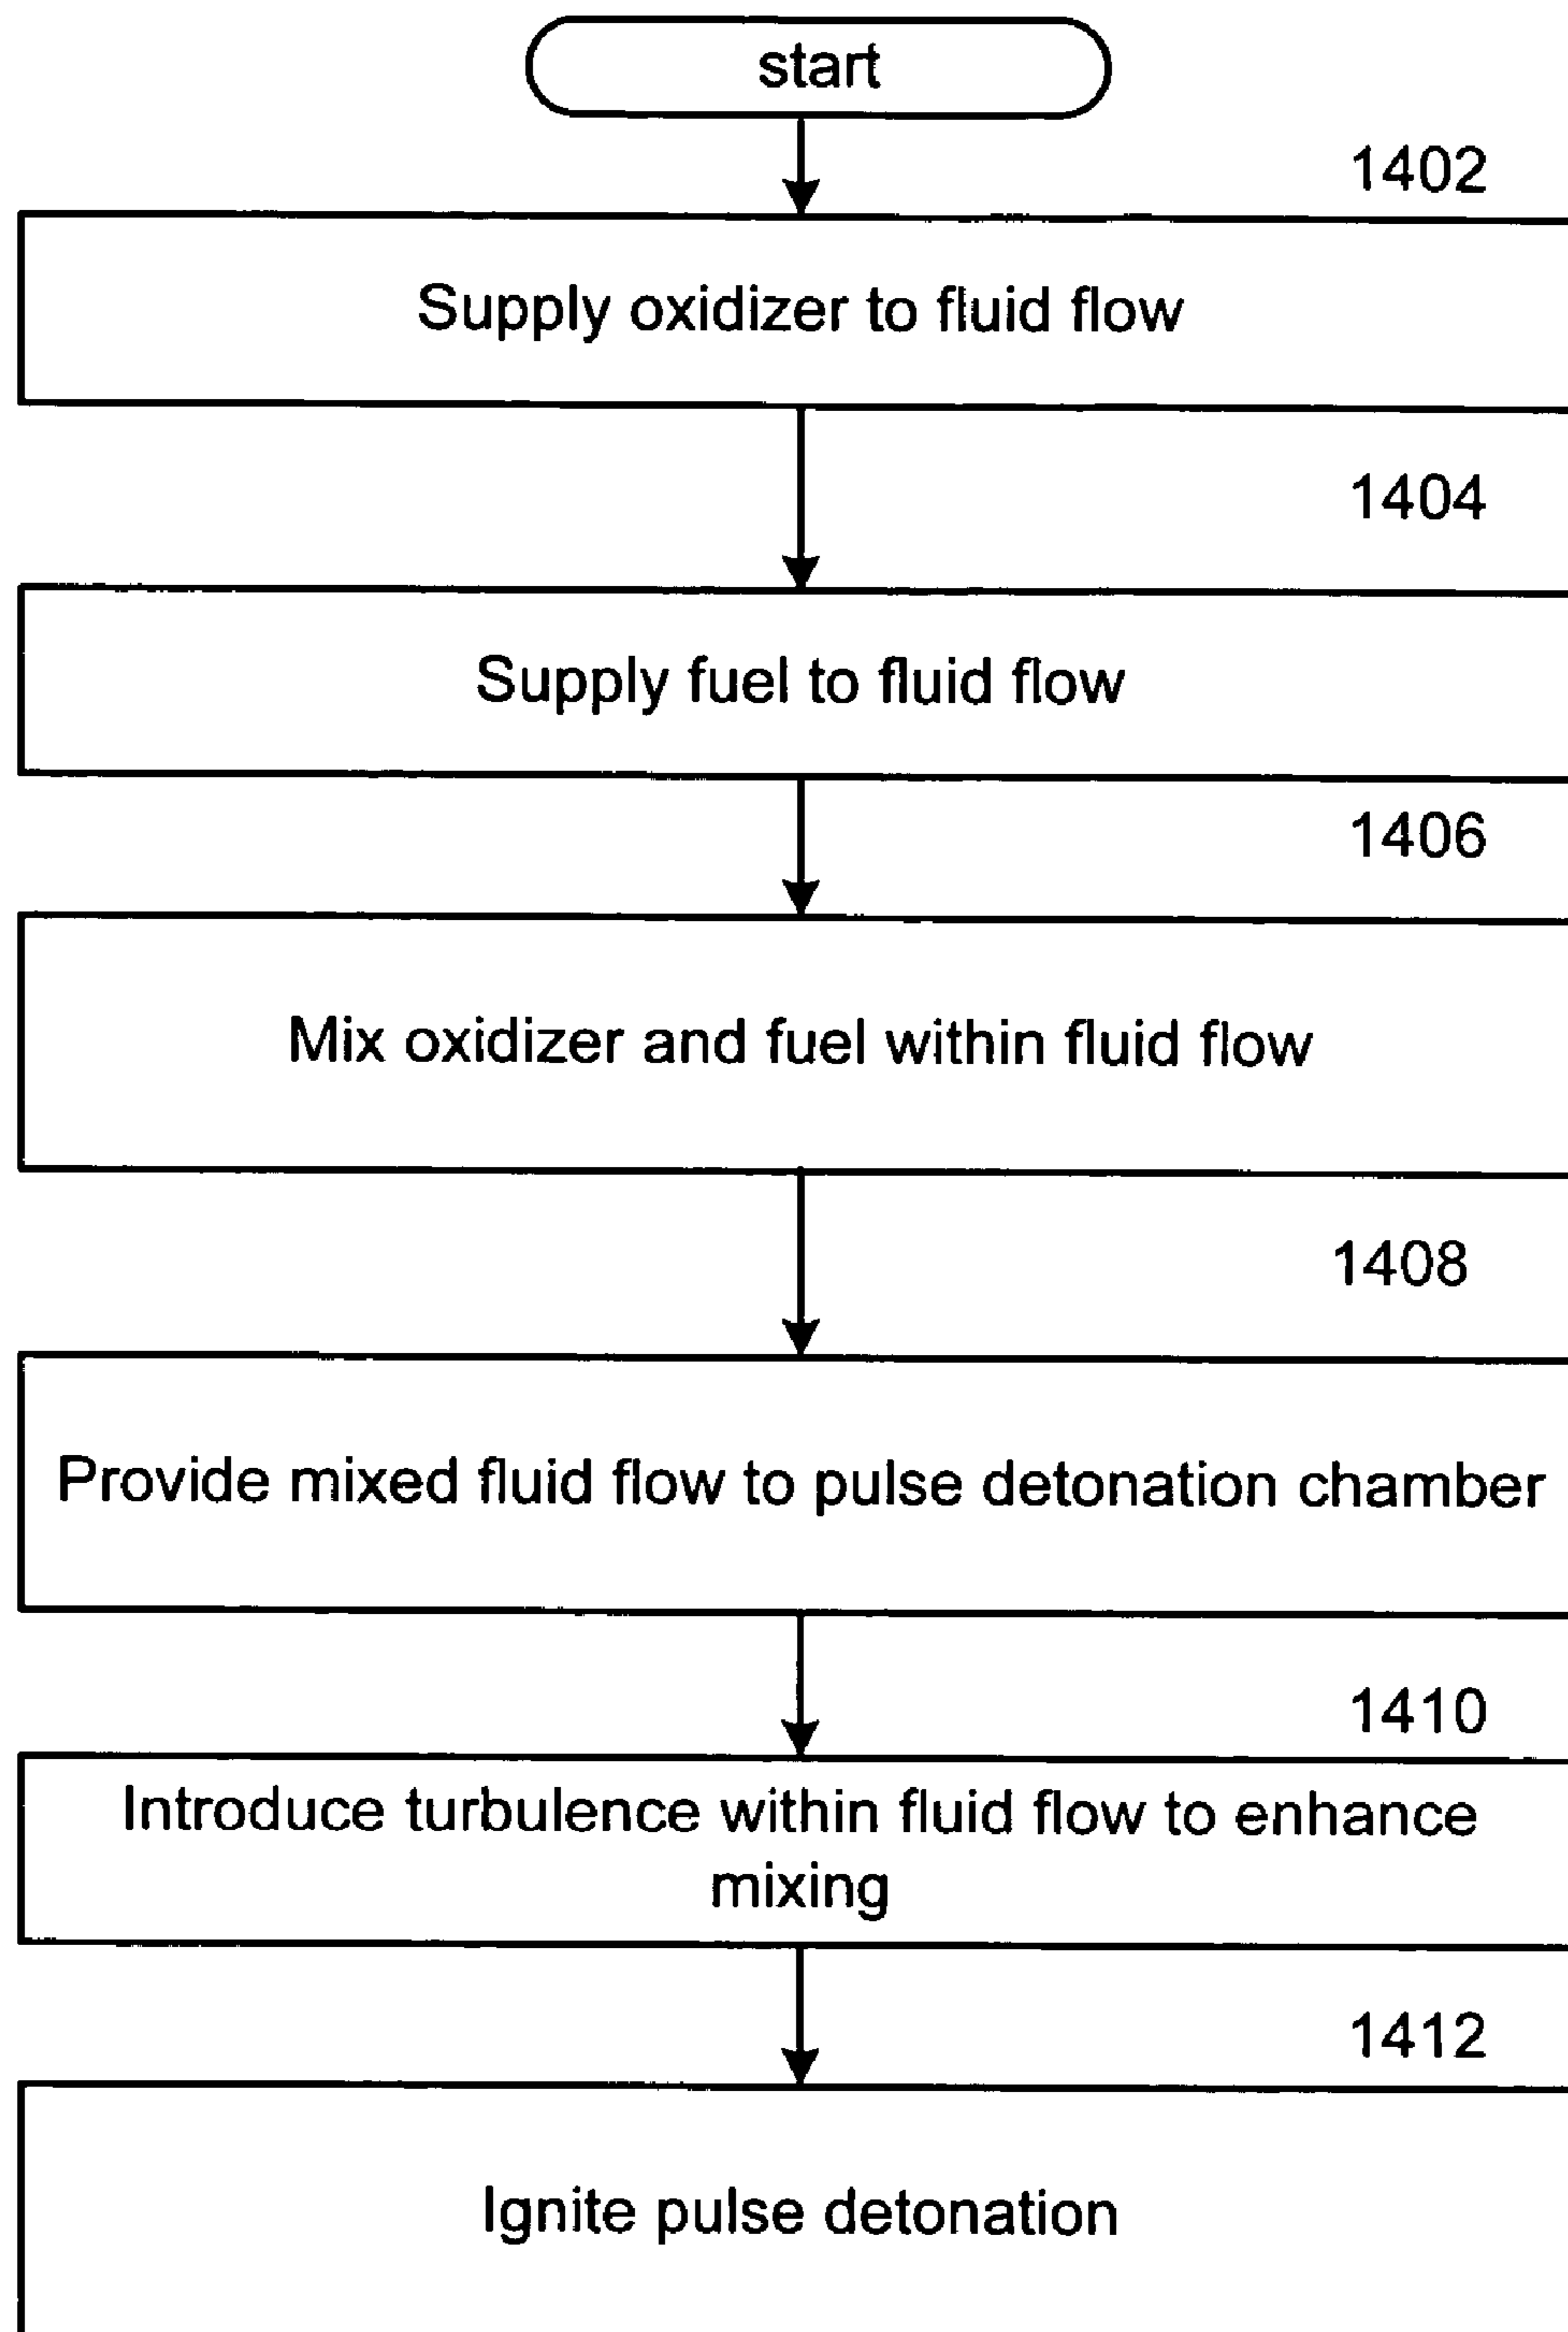 start
1402
Supply oxidizer to fluid flow
1404
Supply fuel to fluid flow
1406
Mix oxidizer and fuel within fluid flow
1408
Provide mixed fluid flow to pulse detonation chamber
1410
Introduce turbulence within fluid flow to enhance
mixing
1412
Ignite pulse detonation